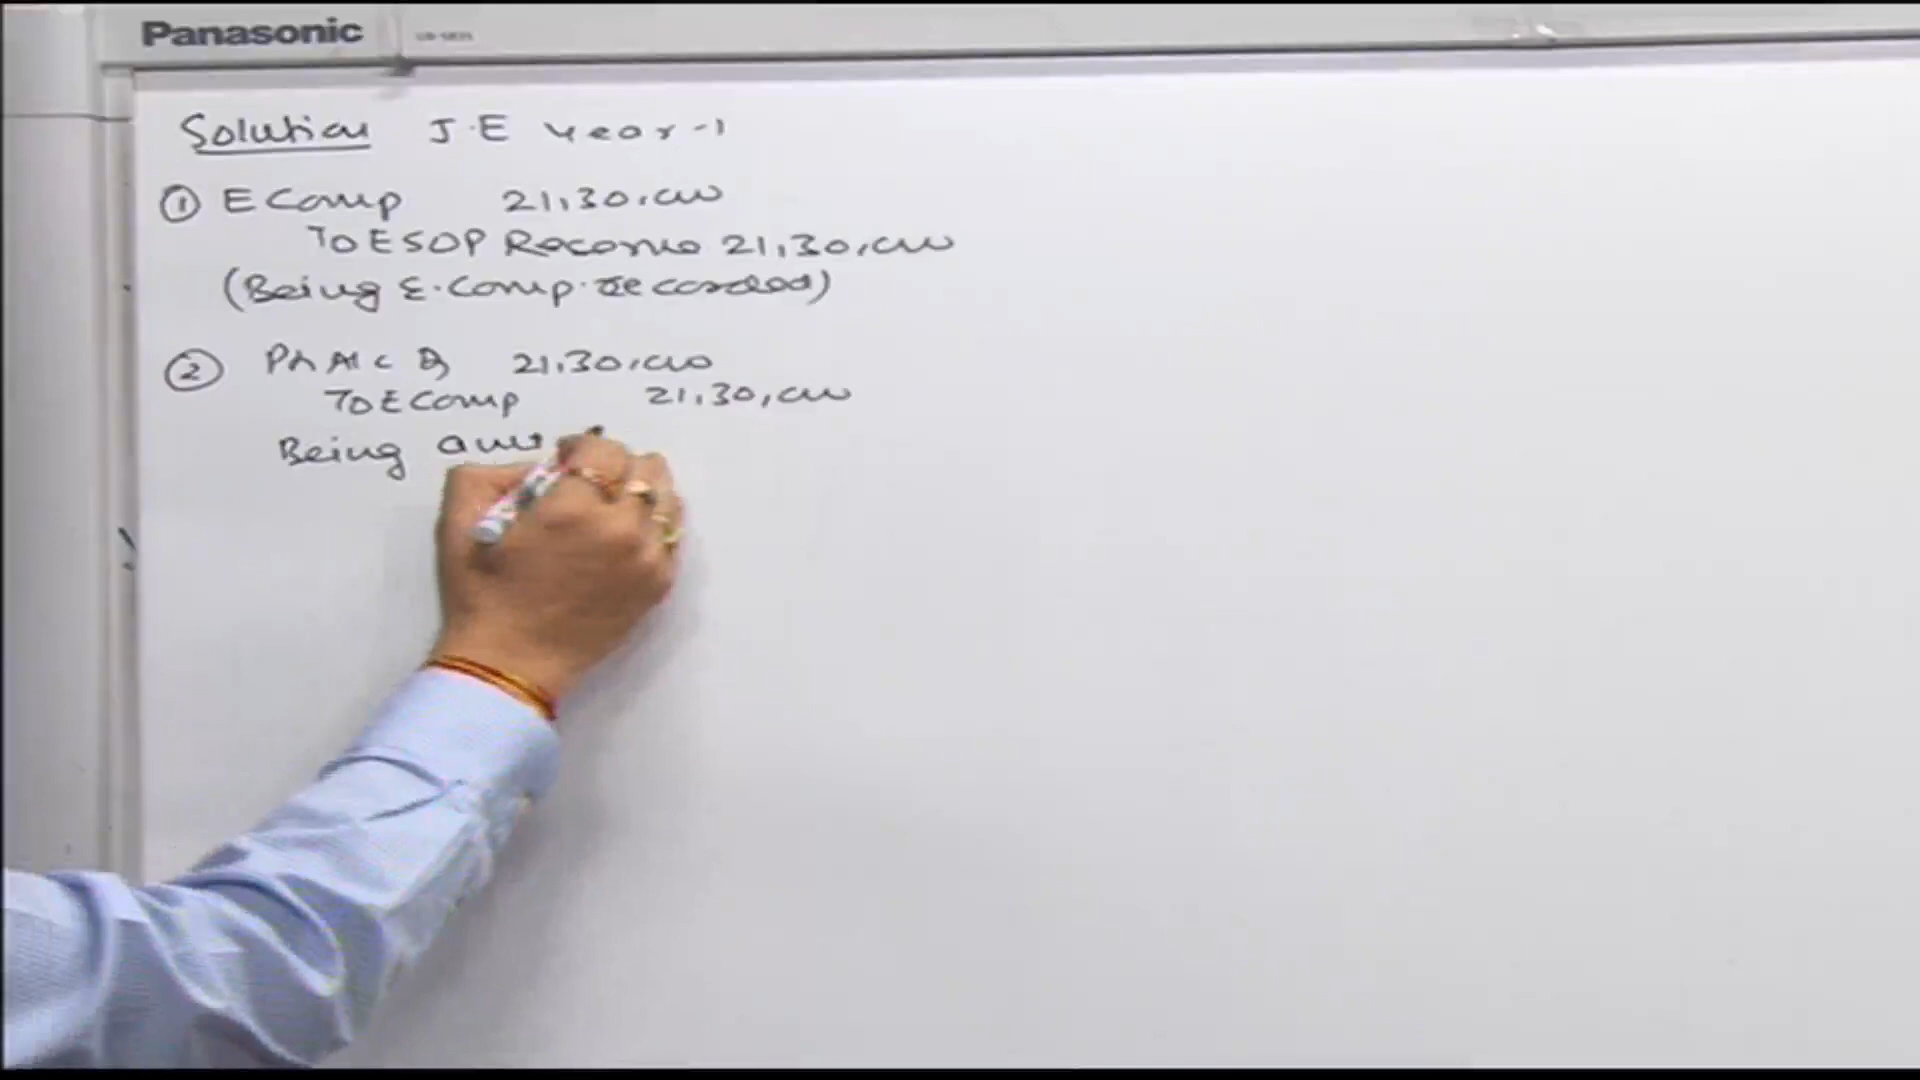 Panasonic
Solution J.E Year-1
① E Comp 21,30,000
To ESOP Reserve 21,30,000
(Being E.Comp. recorded)
② P/L A/c Dr 21,30,000
To E Comp 21,30,000
Being